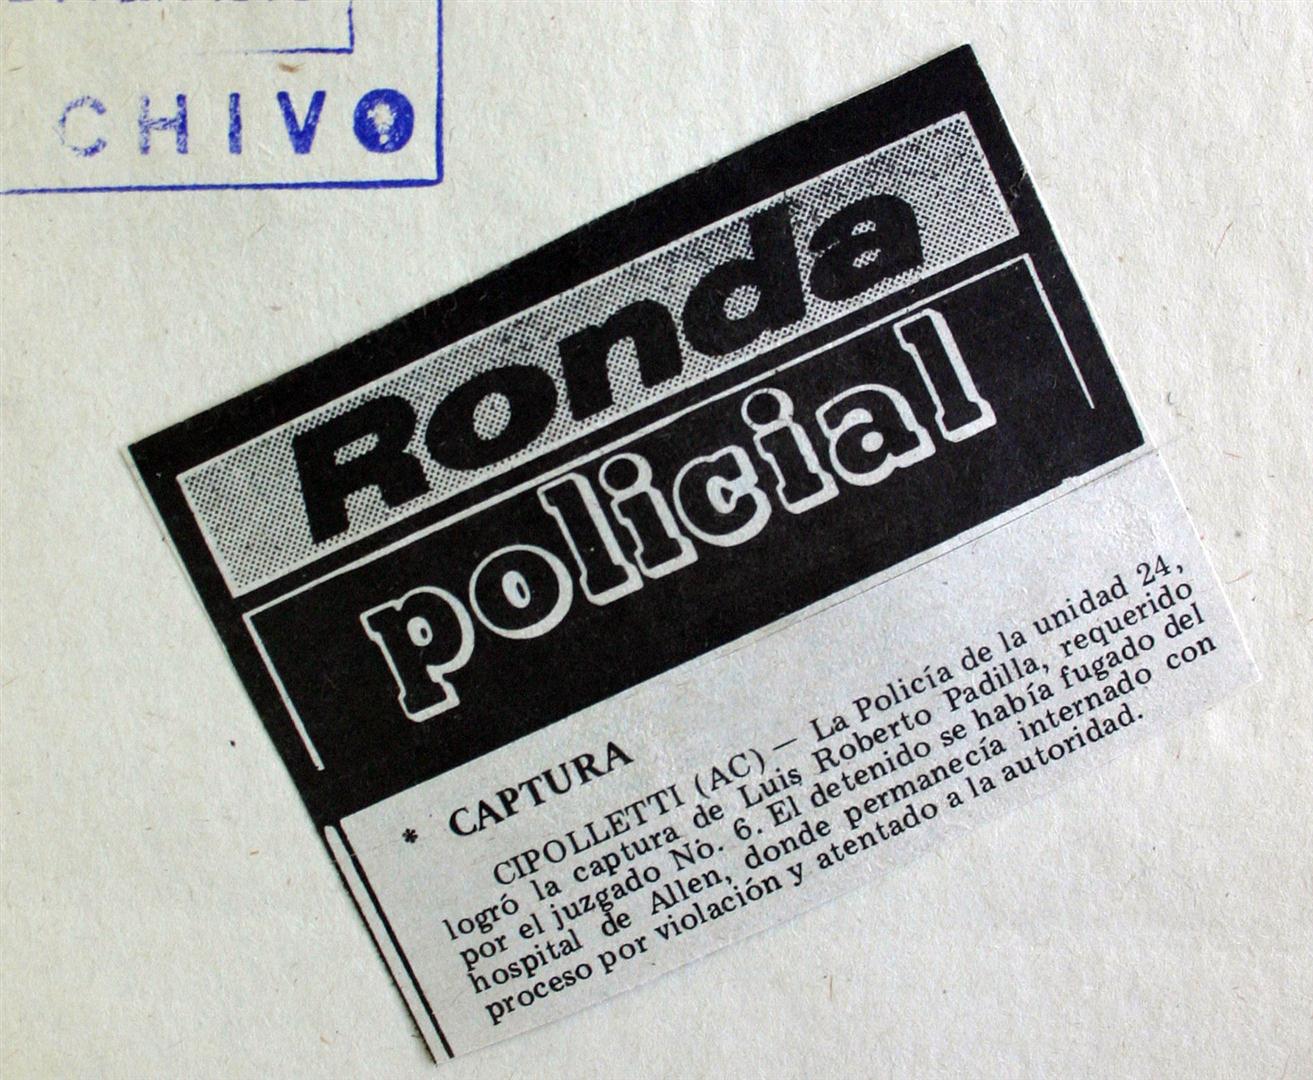 CHIVO
Ronda
policial
* CAPTURA
CIPOLLETTI (AC) — La Policía de la unidad 24,
logró la captura de Luis Roberto Padilla, requerido
por el juzgado No. 6. El detenido se había fugado del
hospital de Allen, donde permanecía internado con
proceso por violación y atentado a la autoridad.